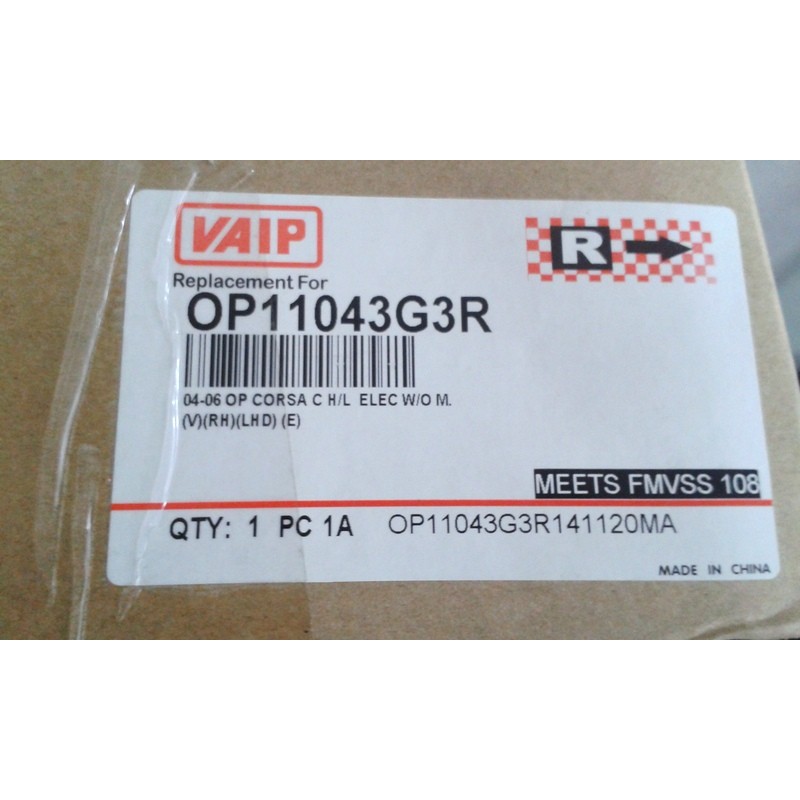 VAIP
R
Replacement For
OP11043G3R
04-06 OP CORSA C H/L ELEC W/O M.
(V)(RH)(LHD) (E)
MEETS FMVSS 108
QTY: 1 PC 1A OP11043G3R141120MA
MADE IN CHINA